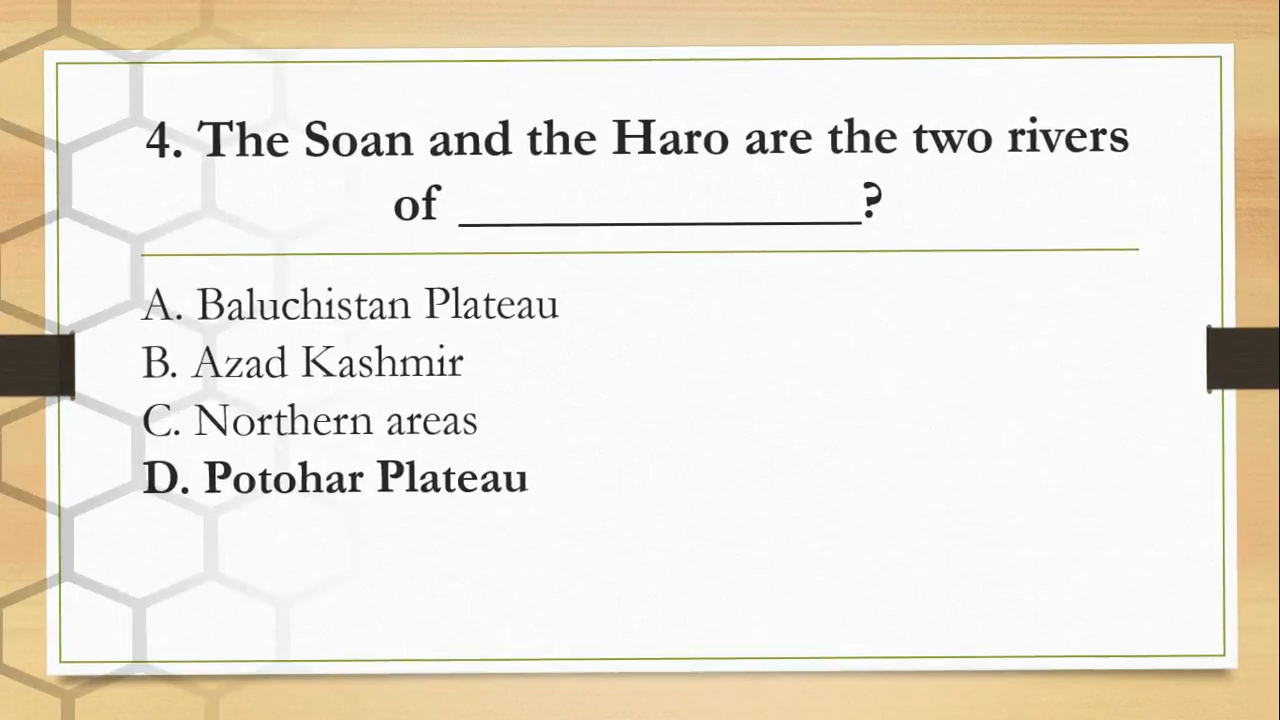 4. The Soan and the Haro are the two rivers
of ________________?
A. Baluchistan Plateau
B. Azad Kashmir
C. Northern areas
D. Potohar Plateau